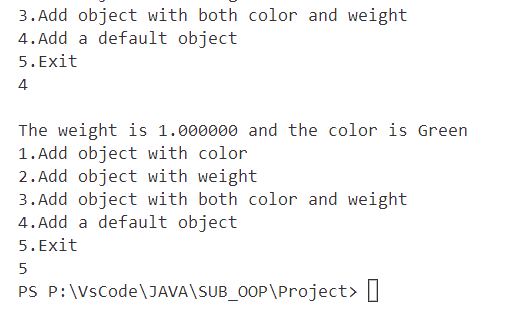 3.Add object with both color and weight
4.Add a default object
5.Exit
4
The weight is 1.000000 and the color is Green
1.Add object with color
2.Add object with weight
3.Add object with both color and weight
4.Add a default object
5.Exit
5
PS P:\VsCode\JAVA\SUB_OOP\Project>